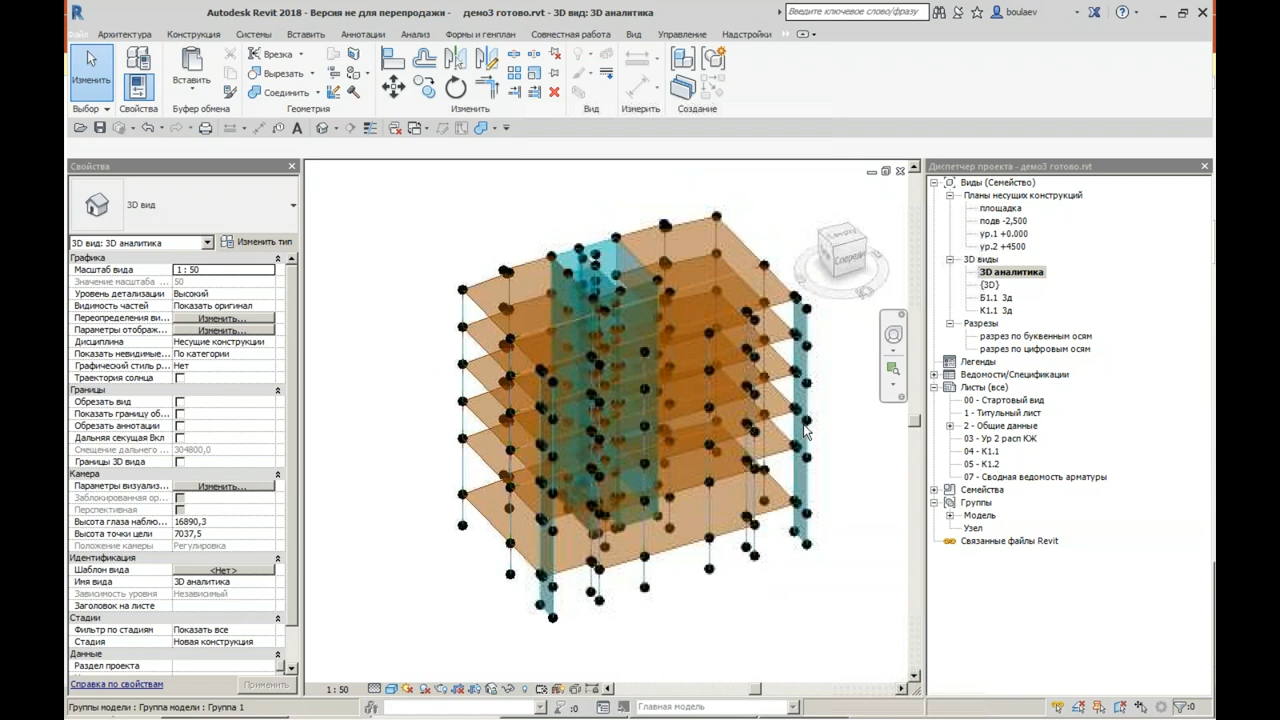 Autodesk Revit 2018 - Версия не для перепродажи - демо3 готово.rvt - 3D вид: 3D аналитика
Введите ключевое слово/фразу
boulaev
Файл Архитектура Конструкция Системы Вставить Аннотации Анализ Формы и генплан Совместная работа Вид Управление Надстройки
Изменить
Вставить
Врезка
Вырезать
Соединить
Выбор Свойства Буфер обмена Геометрия Изменить Вид Измерить Создание
Свойства
3D вид
3D вид: 3D аналитика
Изменить тип
Графика
Масштаб вида 1 : 50
Значение масштаба ... 50
Уровень детализации Высокий
Видимость частей Показать оригинал
Переопределения ви... Изменить...
Параметры отображ... Изменить...
Дисциплина Несущие конструкции
Показать невидимые... По категории
Графический стиль р... Нет
Траектория солнца
Границы
Обрезать вид
Показать границу об...
Обрезать аннотации
Дальняя секущая Вкл
Смещение дальнего ... 304800,0
Границы 3D вида
Камера
Параметры визуализ... Изменить...
Заблокированная ор...
Перспективная
Высота глаза наблю... 16890,3
Высота точки цели 7037,5
Положение камеры Регулировка
Идентификация
Шаблон вида <Нет>
Имя вида 3D аналитика
Зависимость уровня Независимый
Заголовок на листе
Стадии
Фильтр по стадиям Показать все
Стадия Новая конструкция
Данные
Раздел проекта
Справка по свойствам
Применить
Спереди
1 : 50
Диспетчер проекта - демо3 готово.rvt
Виды (Семейство)
Планы несущих конструкций
площадка
подв -2,500
ур.1 +0.000
ур.2 +4500
3D виды
3D аналитика
{3D}
Б1.1 3д
К1.1 3д
Разрезы
разрез по буквенным осям
разрез по цифровым осям
Легенды
Ведомости/Спецификации
Листы (все)
00 - Стартовый вид
1 - Титульный лист
2 - Общие данные
03 - Ур 2 расп КЖ
04 - К1.1
05 - К1.2
07 - Сводная ведомость арматуры
Семейства
Группы
Модель
Узел
Связанные файлы Revit
Группы модели : Группа модели : Группа 1
:0
Главная модель
:0